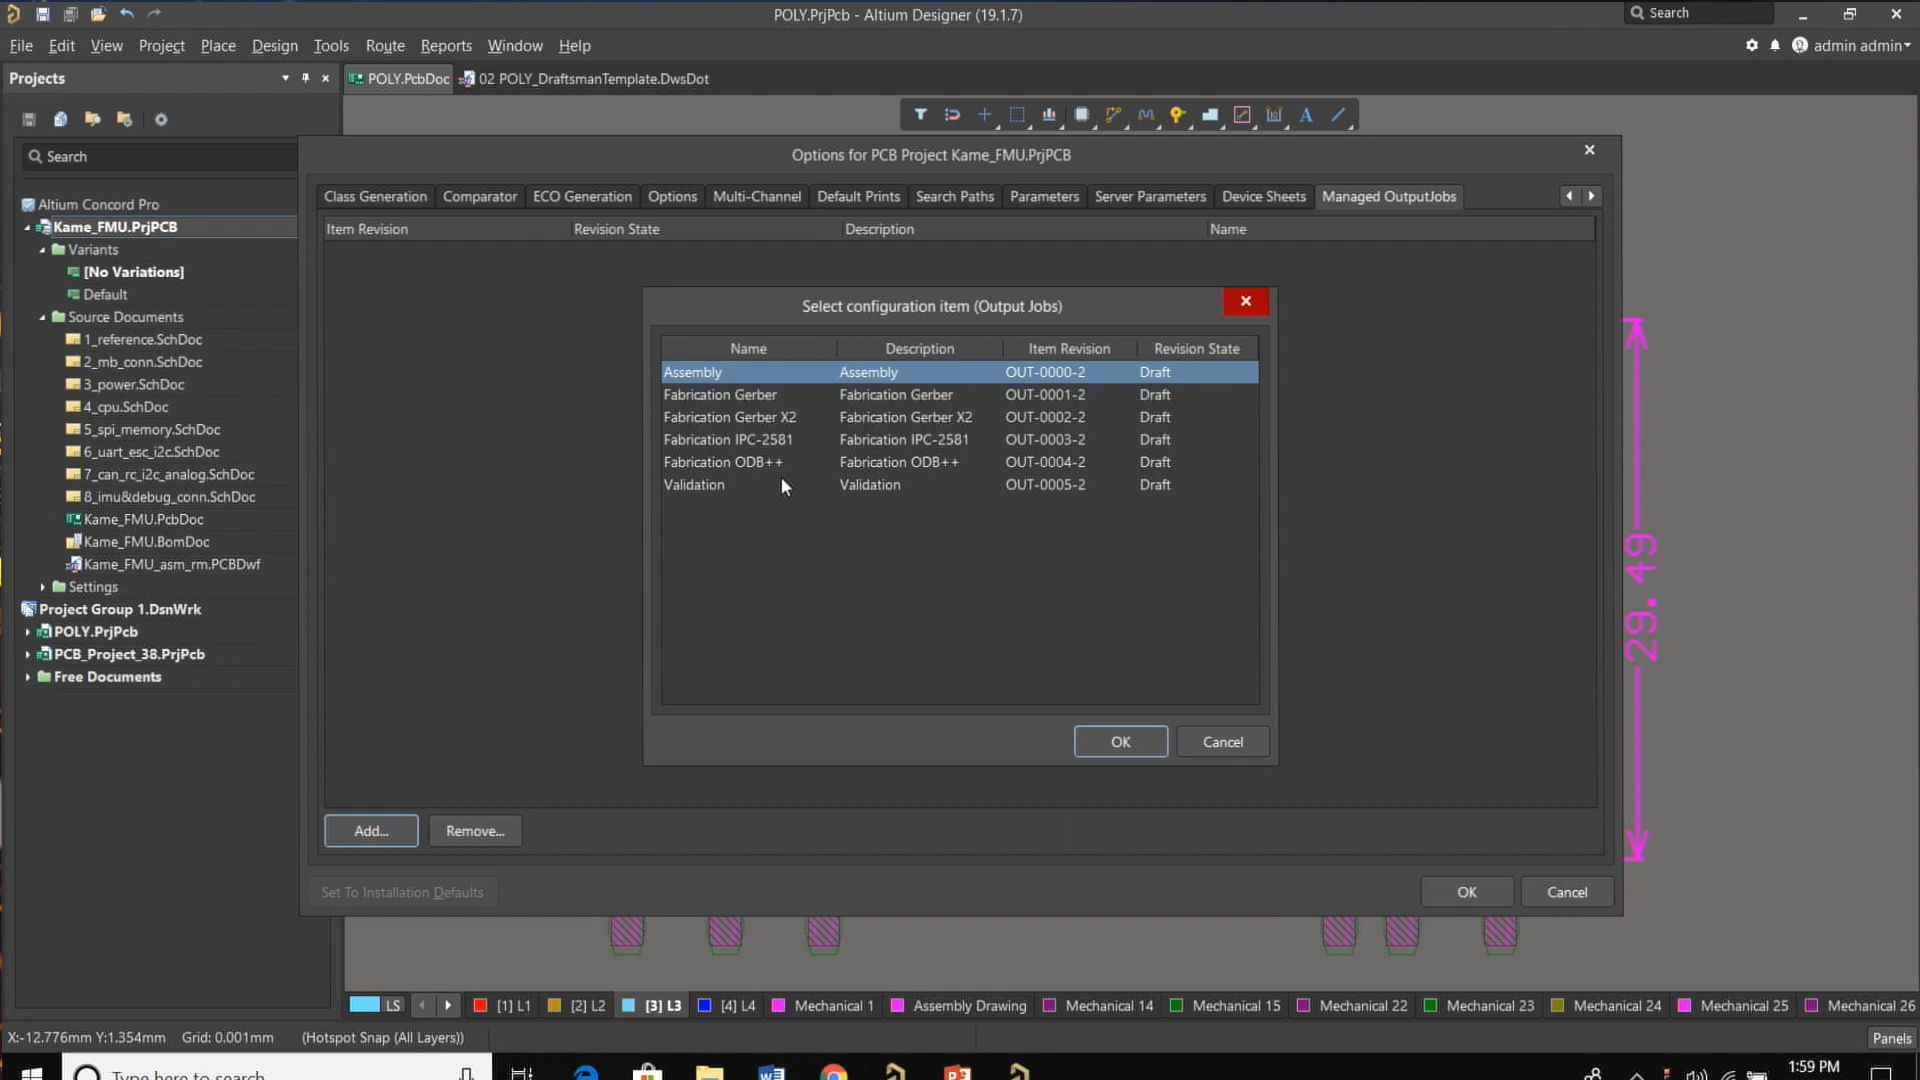 POLY.PrjPcb - Altium Designer (19.1.7)
Search
File Edit View Project Place Design Tools Route Reports Window Help
admin admin
Projects
POLY.PcbDoc
02 POLY_DraftsmanTemplate.DwsDot
Search
Options for PCB Project Kame_FMU.PrjPCB
Class Generation Comparator ECO Generation Options Multi-Channel Default Prints Search Paths Parameters Server Parameters Device Sheets Managed OutputJobs
Item Revision Revision State Description Name
Altium Concord Pro
Kame_FMU.PrjPCB
Variants
[No Variations]
Default
Source Documents
1_reference.SchDoc
2_mb_conn.SchDoc
3_power.SchDoc
4_cpu.SchDoc
5_spi_memory.SchDoc
6_uart_esc_i2c.SchDoc
7_can_rc_i2c_analog.SchDoc
8_imu&debug_conn.SchDoc
Kame_FMU.PcbDoc
Kame_FMU.BomDoc
Kame_FMU_asm_rm.PCBDwf
Settings
Project Group 1.DsnWrk
POLY.PrjPcb
PCB_Project_38.PrjPcb
Free Documents
Select configuration item (Output Jobs)
Name Description Item Revision Revision State
Assembly Assembly OUT-0000-2 Draft
Fabrication Gerber Fabrication Gerber OUT-0001-2 Draft
Fabrication Gerber X2 Fabrication Gerber X2 OUT-0002-2 Draft
Fabrication IPC-2581 Fabrication IPC-2581 OUT-0003-2 Draft
Fabrication ODB++ Fabrication ODB++ OUT-0004-2 Draft
Validation Validation OUT-0005-2 Draft
OK Cancel
29.49
Add... Remove...
Set To Installation Defaults
OK Cancel
LS [1] L1 [2] L2 [3] L3 [4] L4 Mechanical 1 Assembly Drawing Mechanical 14 Mechanical 15 Mechanical 22 Mechanical 23 Mechanical 24 Mechanical 25 Mechanical 26
X:-12.776mm Y:1.354mm Grid: 0.001mm (Hotspot Snap (All Layers))
Panels
Type here to search
1:59 PM